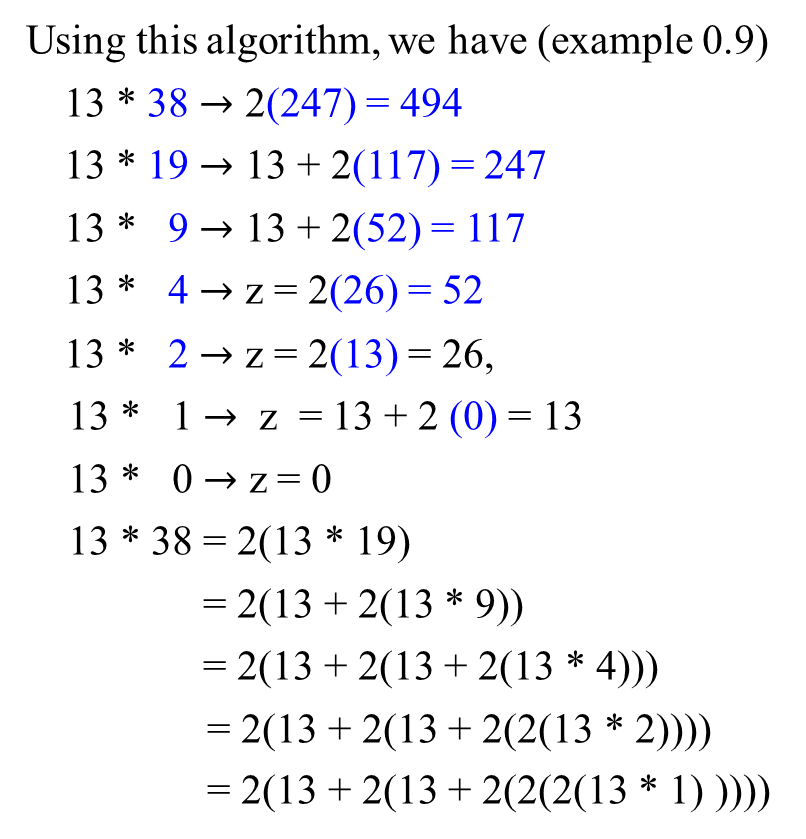 Using this algorithm, we have (example 0.9)
13 * 38 → 2(247) = 494
13 * 19 → 13 + 2(117) = 247
13 * 9 → 13 + 2(52) = 117
13 * 4 → z = 2(26) = 52
13 * 2 → z = 2(13) = 26,
13 * 1 → z = 13 + 2 (0) = 13
13 * 0 → z = 0
13 * 38 = 2(13 * 19)
= 2(13 + 2(13 * 9))
= 2(13 + 2(13 + 2(13 * 4)))
= 2(13 + 2(13 + 2(2(13 * 2))))
= 2(13 + 2(13 + 2(2(2(13 * 1) ))))